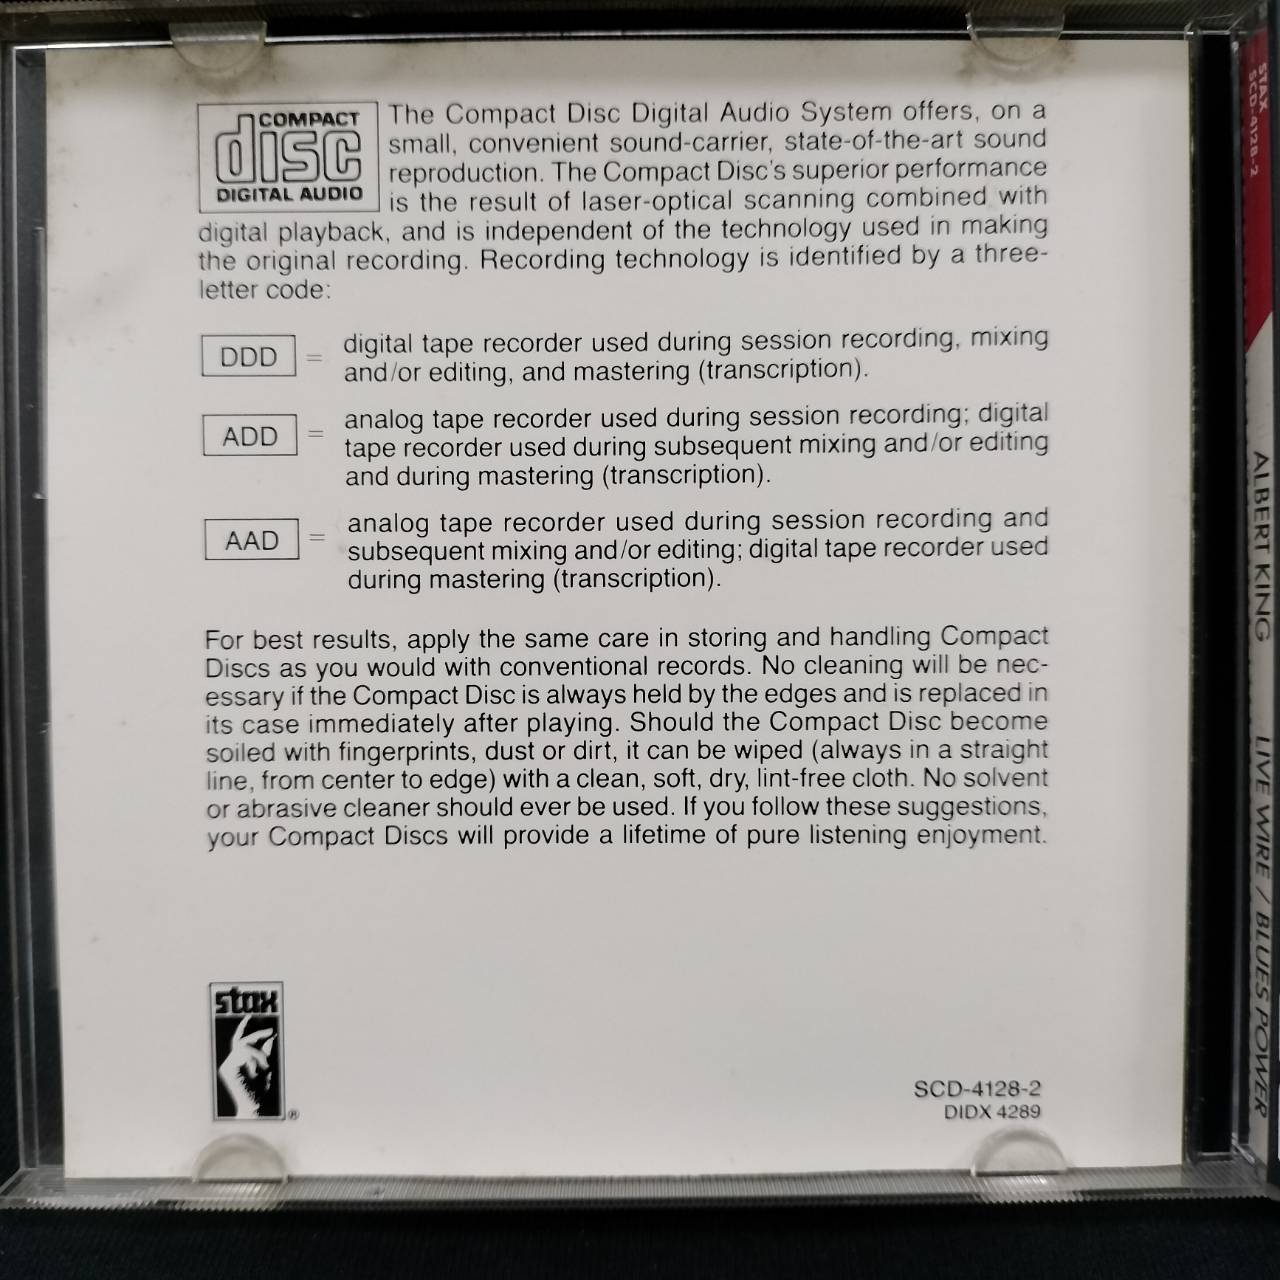 COMPACT
disc
DIGITAL AUDIO
The Compact Disc Digital Audio System offers, on a
small, convenient sound-carrier, state-of-the-art sound
reproduction. The Compact Disc's superior performance
is the result of laser-optical scanning combined with
digital playback, and is independent of the technology used in making
the original recording. Recording technology is identified by a three-
letter code:
DDD = digital tape recorder used during session recording, mixing
and/or editing, and mastering (transcription).
ADD = analog tape recorder used during session recording; digital
tape recorder used during subsequent mixing and/or editing
and during mastering (transcription).
AAD = analog tape recorder used during session recording and
subsequent mixing and/or editing; digital tape recorder used
during mastering (transcription).
For best results, apply the same care in storing and handling Compact
Discs as you would with conventional records. No cleaning will be nec-
essary if the Compact Disc is always held by the edges and is replaced in
its case immediately after playing. Should the Compact Disc become
soiled with fingerprints, dust or dirt, it can be wiped (always in a straight
line, from center to edge) with a clean, soft, dry, lint-free cloth. No solvent
or abrasive cleaner should ever be used. If you follow these suggestions,
your Compact Discs will provide a lifetime of pure listening enjoyment.
stax
®
SCD-4128-2
DIDX 4289
STAX
SCD-4128-2
ALBERT KING
LIVE WIRE / BLUES POWER